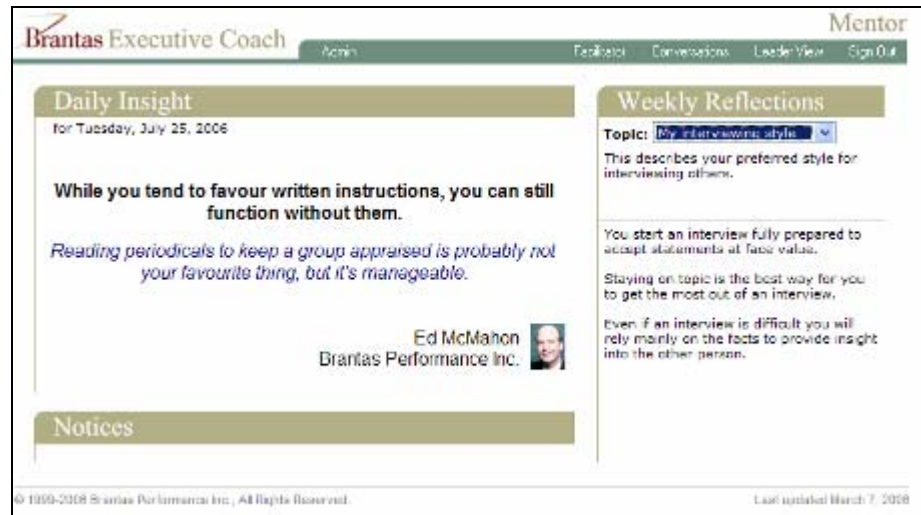 Brantas Executive Coach
Mentor
Admin
Facilitator Conversations Leader View Sign Out
Daily Insight
for Tuesday, July 25, 2006
While you tend to favour written instructions, you can still
function without them.
Reading periodicals to keep a group appraised is probably not
your favourite thing, but it's manageable.
Ed McMahon
Brantas Performance Inc.
Notices
Weekly Reflections
Topic: My interviewing style
This describes your preferred style for
interviewing others.
You start an interview fully prepared to
accept statements at face value.
Staying on topic is the best way for you
to get the most out of an interview.
Even if an interview is difficult you will
rely mainly on the facts to provide insight
into the other person.
© 1999-2006 Brantas Performance Inc., All Rights Reserved.
Last updated March 7, 2006